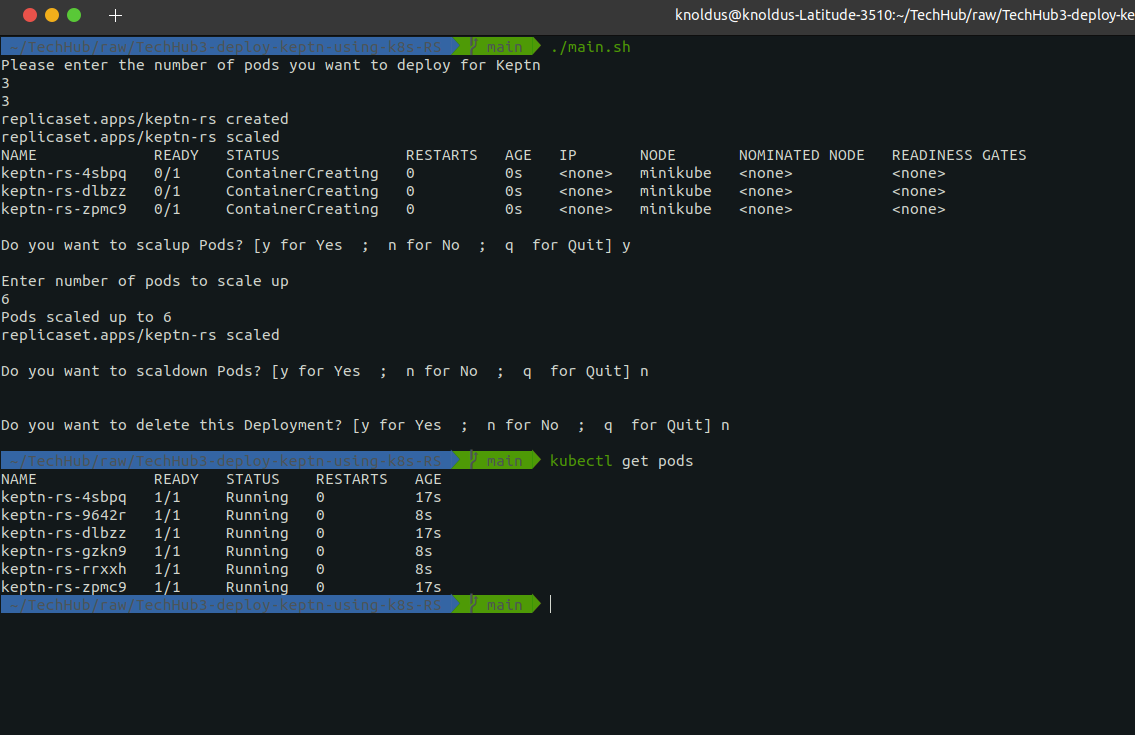 knoldus@knoldus-Latitude-3510:~/TechHub/raw/TechHub3-deploy-ke
~/TechHub/raw/TechHub3-deploy-keptn-using-k8s-RS main ./main.sh
Please enter the number of pods you want to deploy for Keptn
3
3
replicaset.apps/keptn-rs created
replicaset.apps/keptn-rs scaled
NAME READY STATUS RESTARTS AGE IP NODE NOMINATED NODE READINESS GATES
keptn-rs-4sbpq 0/1 ContainerCreating 0 0s <none> minikube <none> <none>
keptn-rs-dlbzz 0/1 ContainerCreating 0 0s <none> minikube <none> <none>
keptn-rs-zpmc9 0/1 ContainerCreating 0 0s <none> minikube <none> <none>
Do you want to scalup Pods? [y for Yes ; n for No ; q for Quit] y
Enter number of pods to scale up
6
Pods scaled up to 6
replicaset.apps/keptn-rs scaled
Do you want to scaldown Pods? [y for Yes ; n for No ; q for Quit] n
Do you want to delete this Deployment? [y for Yes ; n for No ; q for Quit] n
~/TechHub/raw/TechHub3-deploy-keptn-using-k8s-RS main kubectl get pods
NAME READY STATUS RESTARTS AGE
keptn-rs-4sbpq 1/1 Running 0 17s
keptn-rs-9642r 1/1 Running 0 8s
keptn-rs-dlbzz 1/1 Running 0 17s
keptn-rs-gzkn9 1/1 Running 0 8s
keptn-rs-rrxxh 1/1 Running 0 8s
keptn-rs-zpmc9 1/1 Running 0 17s
~/TechHub/raw/TechHub3-deploy-keptn-using-k8s-RS main